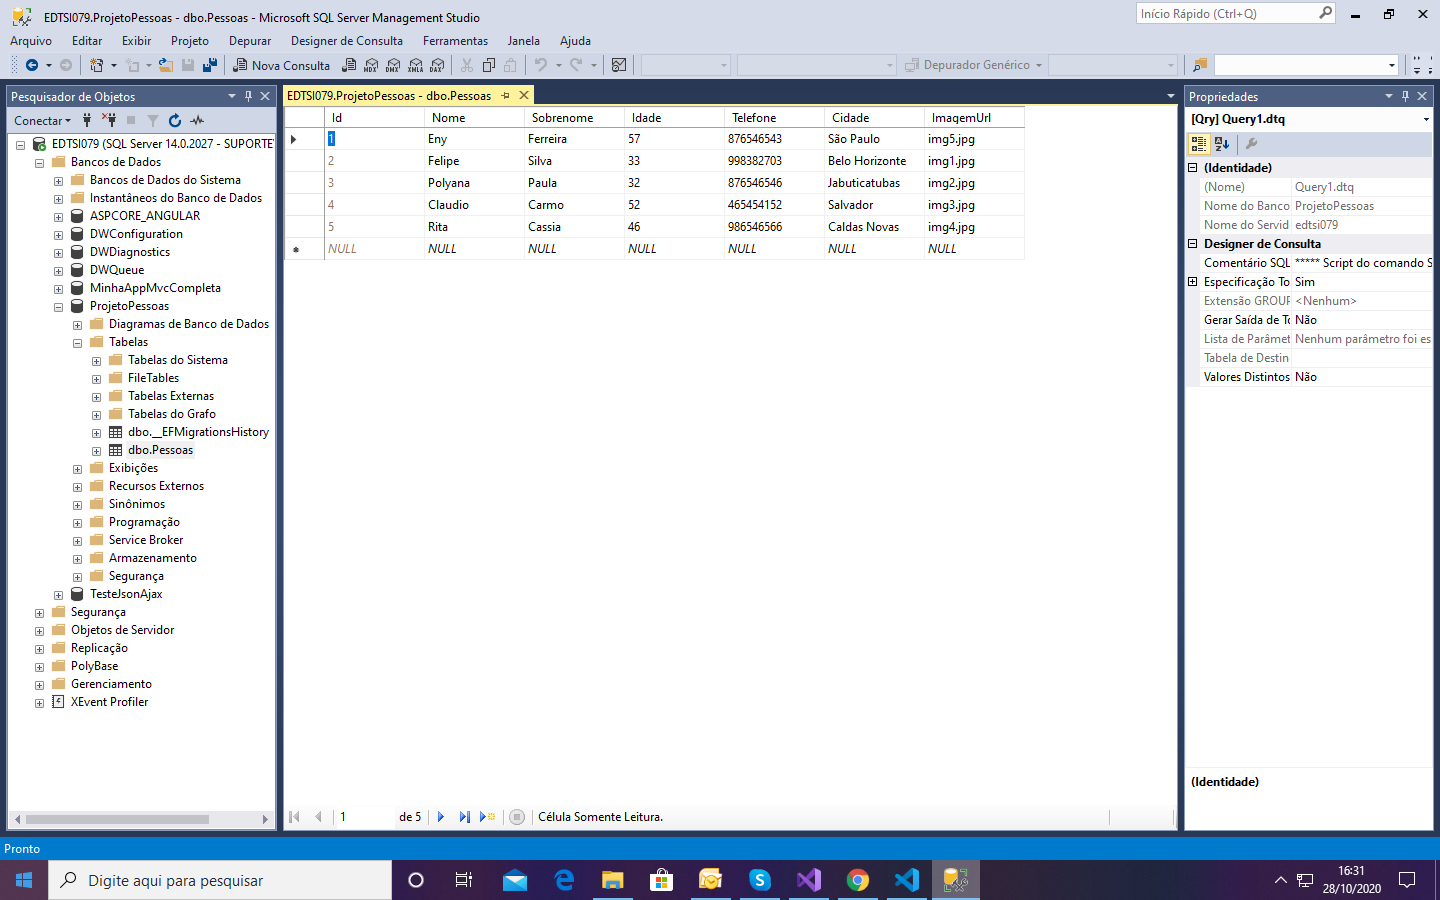 EDTSI079.ProjetoPessoas - dbo.Pessoas - Microsoft SQL Server Management Studio
Início Rápido (Ctrl+Q)
Arquivo Editar Exibir Projeto Depurar Designer de Consulta Ferramentas Janela Ajuda
Nova Consulta MDX DMX XMLA DAX Depurador Genérico
Pesquisador de Objetos
Conectar
EDTSI079 (SQL Server 14.0.2027 - SUPORTE
Bancos de Dados
Bancos de Dados do Sistema
Instantâneos do Banco de Dados
ASPCORE_ANGULAR
DWConfiguration
DWDiagnostics
DWQueue
MinhaAppMvcCompleta
ProjetoPessoas
Diagramas de Banco de Dados
Tabelas
Tabelas do Sistema
FileTables
Tabelas Externas
Tabelas do Grafo
dbo.__EFMigrationsHistory
dbo.Pessoas
Exibições
Recursos Externos
Sinônimos
Programação
Service Broker
Armazenamento
Segurança
TesteJsonAjax
Segurança
Objetos de Servidor
Replicação
PolyBase
Gerenciamento
XEvent Profiler
EDTSI079.ProjetoPessoas - dbo.Pessoas
Id Nome Sobrenome Idade Telefone Cidade ImagemUrl
1 Eny Ferreira 57 876546543 São Paulo img5.jpg
2 Felipe Silva 33 998382703 Belo Horizonte img1.jpg
3 Polyana Paula 32 876546546 Jabuticatubas img2.jpg
4 Claudio Carmo 52 465454152 Salvador img3.jpg
5 Rita Cassia 46 986546566 Caldas Novas img4.jpg
NULL NULL NULL NULL NULL NULL NULL
1 de 5 Célula Somente Leitura.
Propriedades
[Qry] Query1.dtq
(Identidade)
(Nome) Query1.dtq
Nome do Banco ProjetoPessoas
Nome do Servid edtsi079
Designer de Consulta
Comentário SQL ***** Script do comando S
Especificação To Sim
Extensão GROUP <Nenhum>
Gerar Saída de To Não
Lista de Parâmet Nenhum parâmetro foi es
Tabela de Destin
Valores Distintos Não
(Identidade)
Pronto
Digite aqui para pesquisar
16:31
28/10/2020